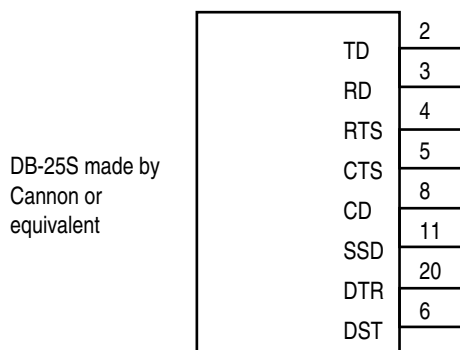 2
TD
3
RD
4
RTS
5
CTS
8
CD
11
SSD
20
DTR
6
DST
DB-25S made by
Cannon or
equivalent